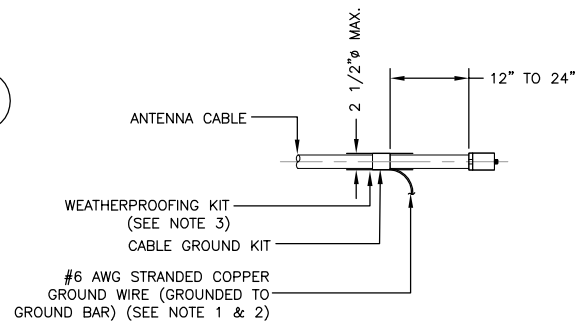 2 1/2"ø MAX.
12" TO 24"
ANTENNA CABLE
WEATHERPROOFING KIT
(SEE NOTE 3)
CABLE GROUND KIT
#6 AWG STRANDED COPPER
GROUND WIRE (GROUNDED TO
GROUND BAR) (SEE NOTE 1 & 2)